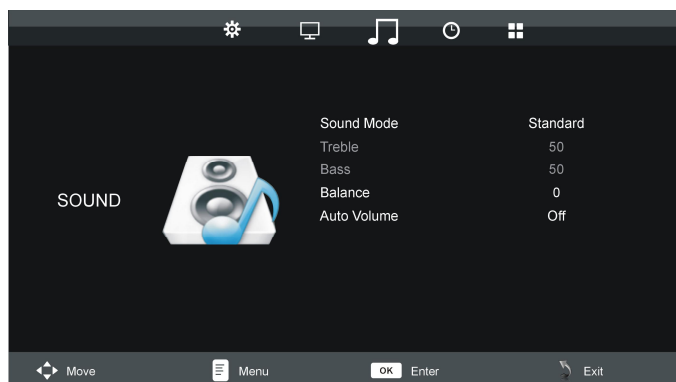 Sound Mode Standard
Treble 50
Bass 50
SOUND
Balance 0
Auto Volume Off
Move Menu OK Enter Exit